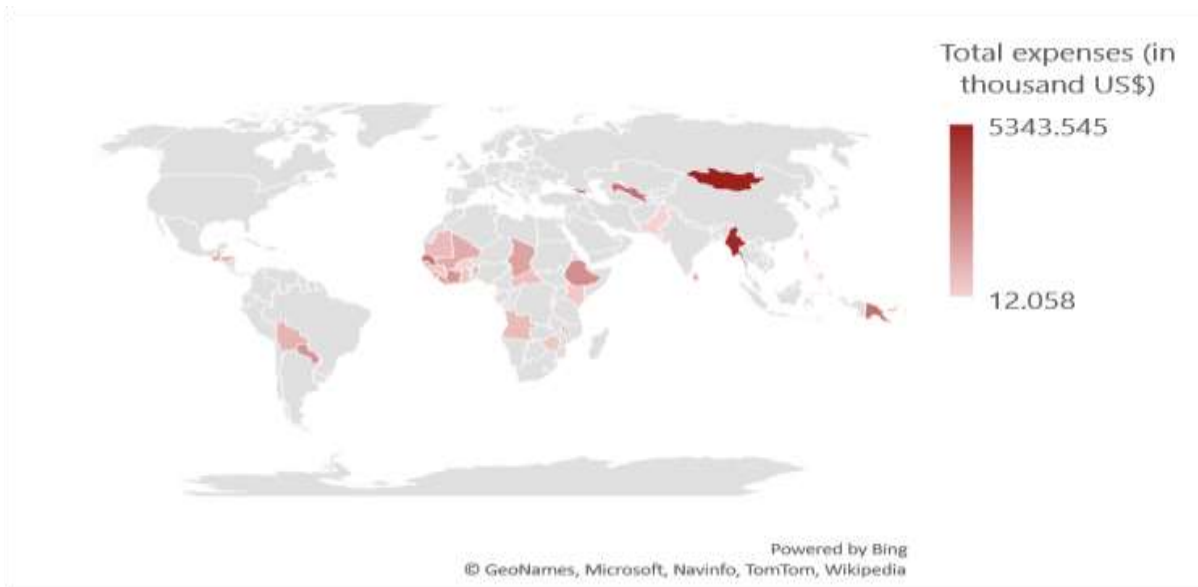 Total expenses (in
thousand US$)
5343.545
12.058
Powered by Bing
© GeoNames, Microsoft, Navinfo, TomTom, Wikipedia